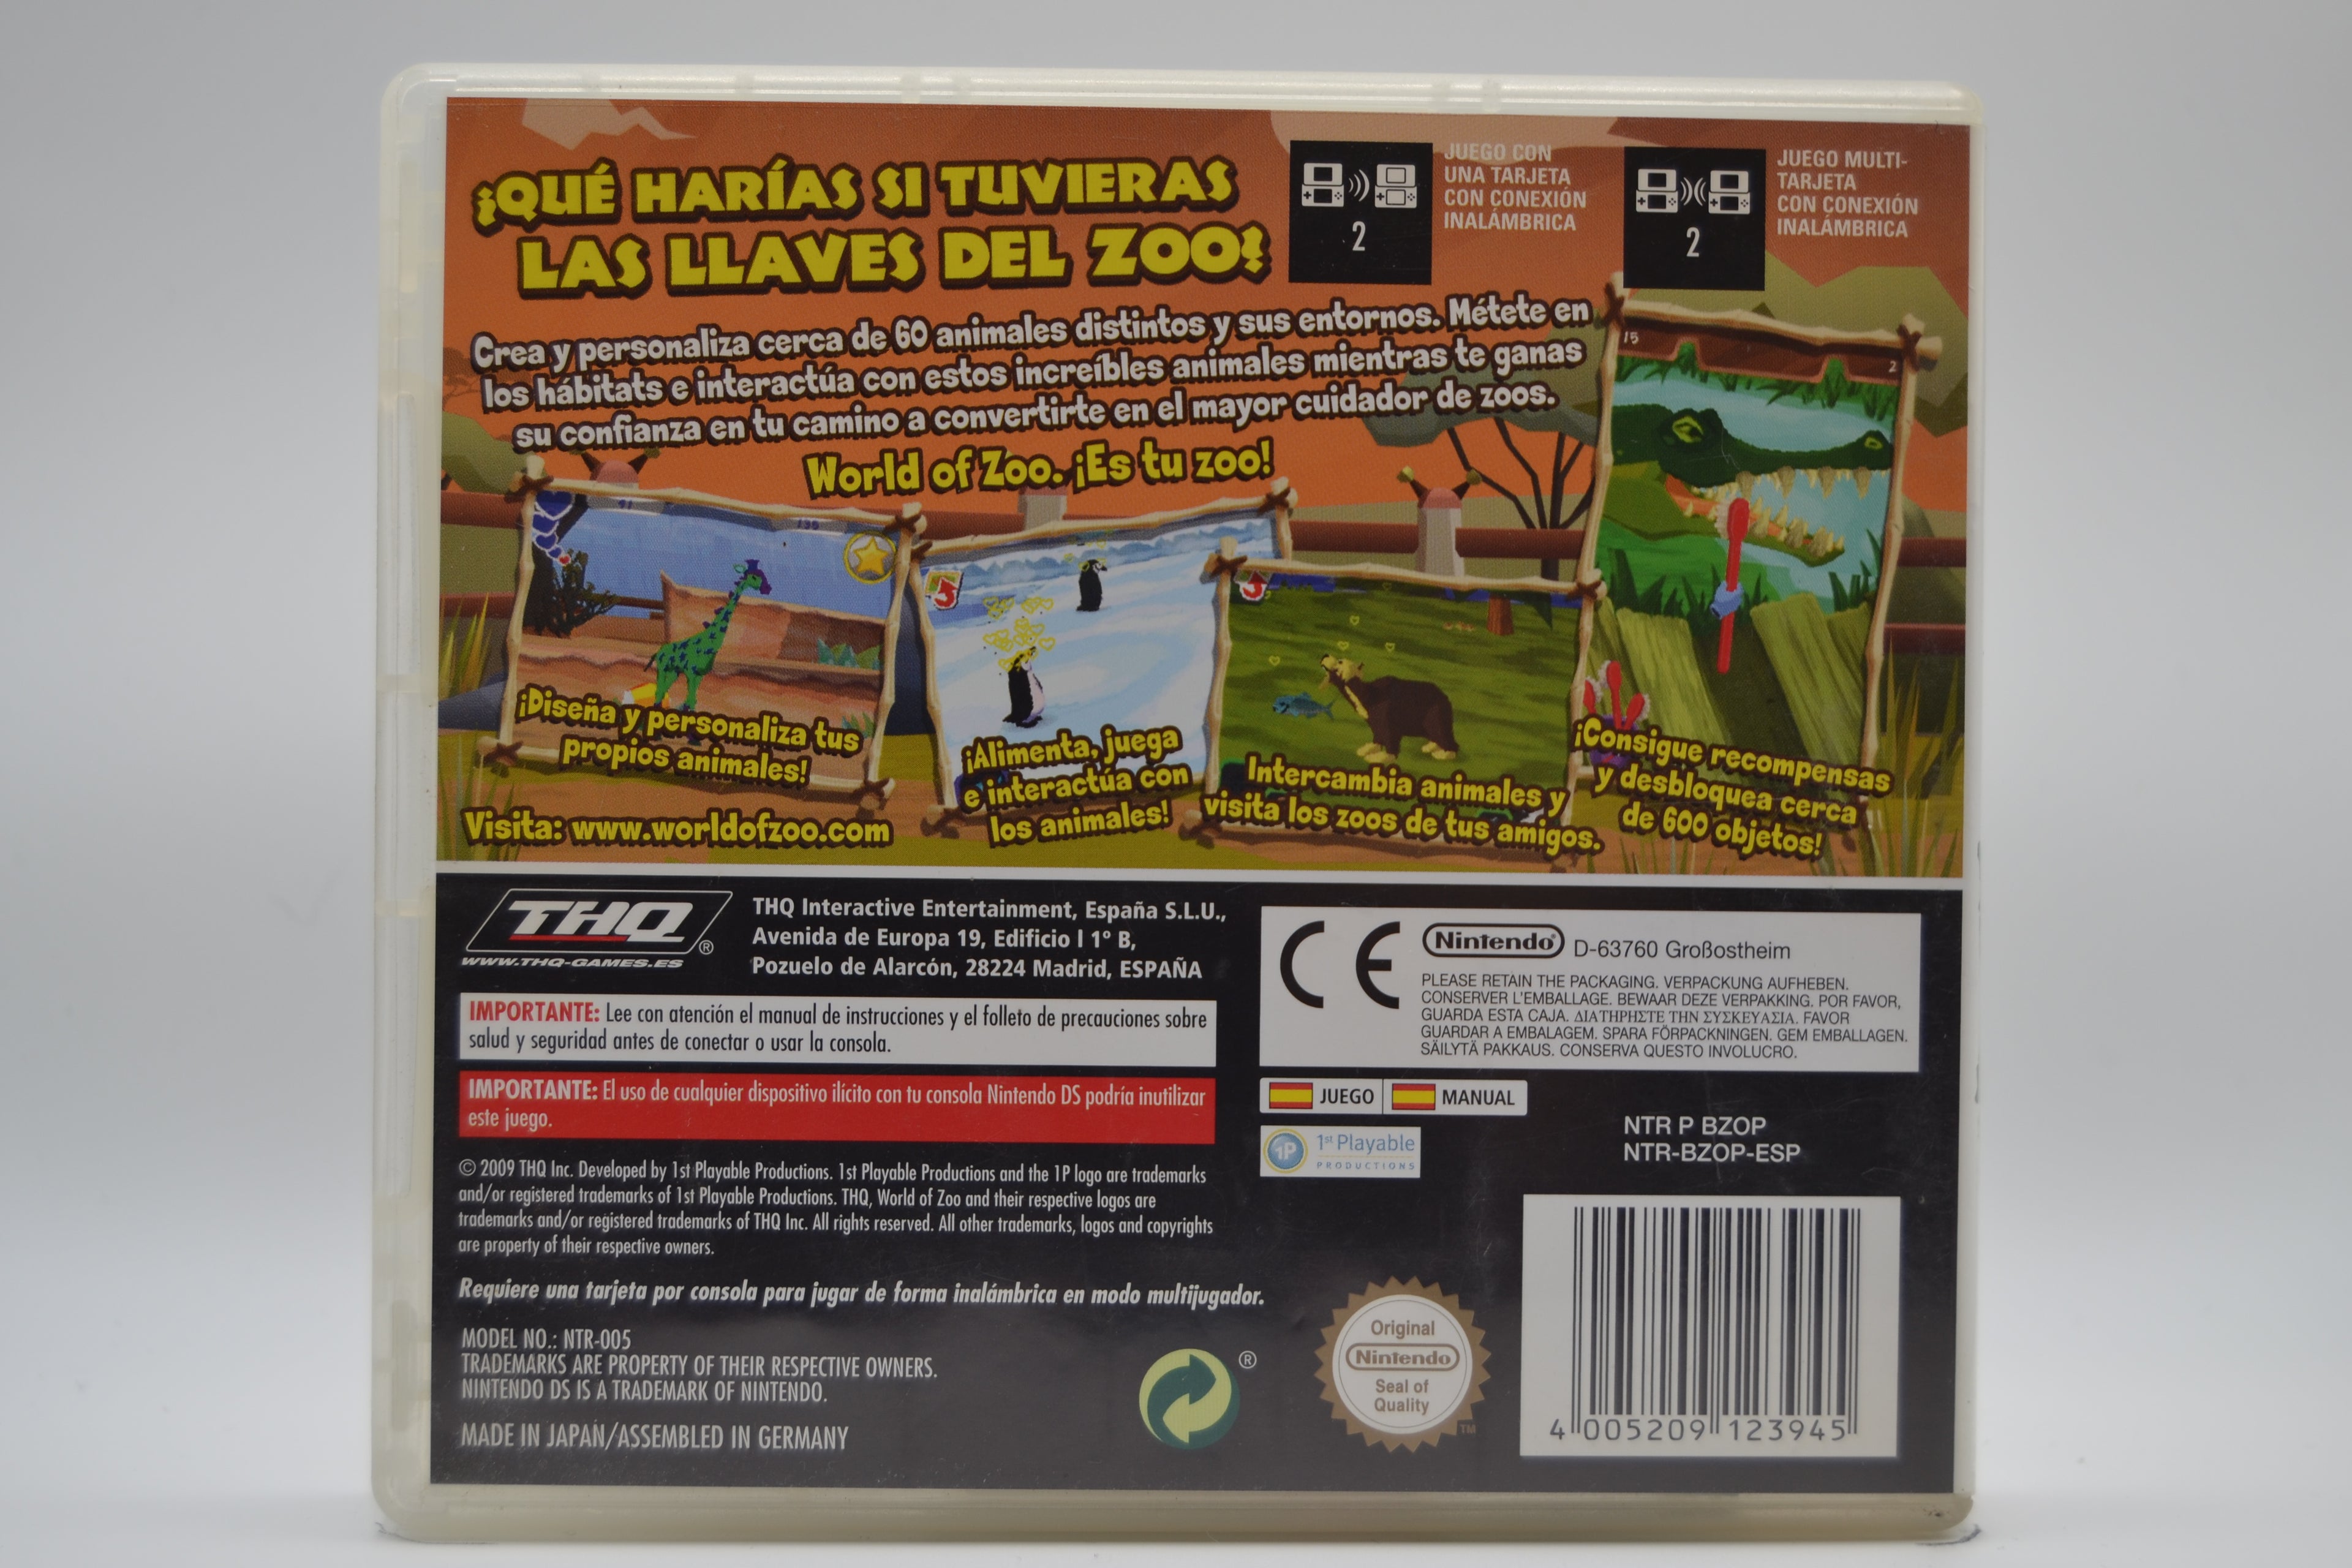 ¡QUÉ HARÍAS SI TUVIERAS
LAS LLAVES DEL ZOO?
JUEGO CON
UNA TARJETA
CON CONEXIÓN
INALÁMBRICA
2
JUEGO MULTI-
TARJETA
CON CONEXIÓN
INALÁMBRICA
2
Crea y personaliza cerca de 60 animales distintos y sus entornos. Métete en
los hábitats e interactúa con estos increíbles animales mientras te ganas
su confianza en tu camino a convertirte en el mayor cuidador de zoos.
World of Zoo. ¡Es tu zoo!
41
135
15
2
¡Diseña y personaliza tus
propios animales!
¡Alimenta, juega
e interactúa con
los animales!
Intercambia animales y
visita los zoos de tus amigos.
¡Consigue recompensas
y desbloquea cerca
de 600 objetos!
Visita: www.worldofzoo.com
THQ®
WWW.THQ-GAMES.ES
THQ Interactive Entertainment, España S.L.U.,
Avenida de Europa 19, Edificio I 1º B,
Pozuelo de Alarcón, 28224 Madrid, ESPAÑA
IMPORTANTE: Lee con atención el manual de instrucciones y el folleto de precauciones sobre
salud y seguridad antes de conectar o usar la consola.
IMPORTANTE: El uso de cualquier dispositivo ilícito con tu consola Nintendo DS podría inutilizar
este juego.
© 2009 THQ Inc. Developed by 1st Playable Productions. 1st Playable Productions and the 1P logo are trademarks
and/or registered trademarks of 1st Playable Productions. THQ, World of Zoo and their respective logos are
trademarks and/or registered trademarks of THQ Inc. All rights reserved. All other trademarks, logos and copyrights
are property of their respective owners.
Requiere una tarjeta por consola para jugar de forma inalámbrica en modo multijugador.
MODEL NO.: NTR-005
TRADEMARKS ARE PROPERTY OF THEIR RESPECTIVE OWNERS.
NINTENDO DS IS A TRADEMARK OF NINTENDO.
MADE IN JAPAN/ASSEMBLED IN GERMANY
CE
Nintendo® D-63760 Großostheim
PLEASE RETAIN THE PACKAGING. VERPACKUNG AUFHEBEN.
CONSERVER L'EMBALLAGE. BEWAAR DEZE VERPAKKING. POR FAVOR,
GUARDA ESTA CAJA. ΔΙΑΤΗΡΗΣΤΕ ΤΗΝ ΣΥΣΚΕΥΑΣΙΑ. FAVOR
GUARDAR A EMBALAGEM. SPARA FÖRPACKNINGEN. GEM EMBALLAGEN.
SÄILYTÄ PAKKAUS. CONSERVA QUESTO INVOLUCRO.
JUEGO
MANUAL
1P 1st Playable
PRODUCTIONS
NTR P BZOP
NTR-BZOP-ESP
®
Original
Nintendo
Seal of
Quality
TM
4 005209 123945